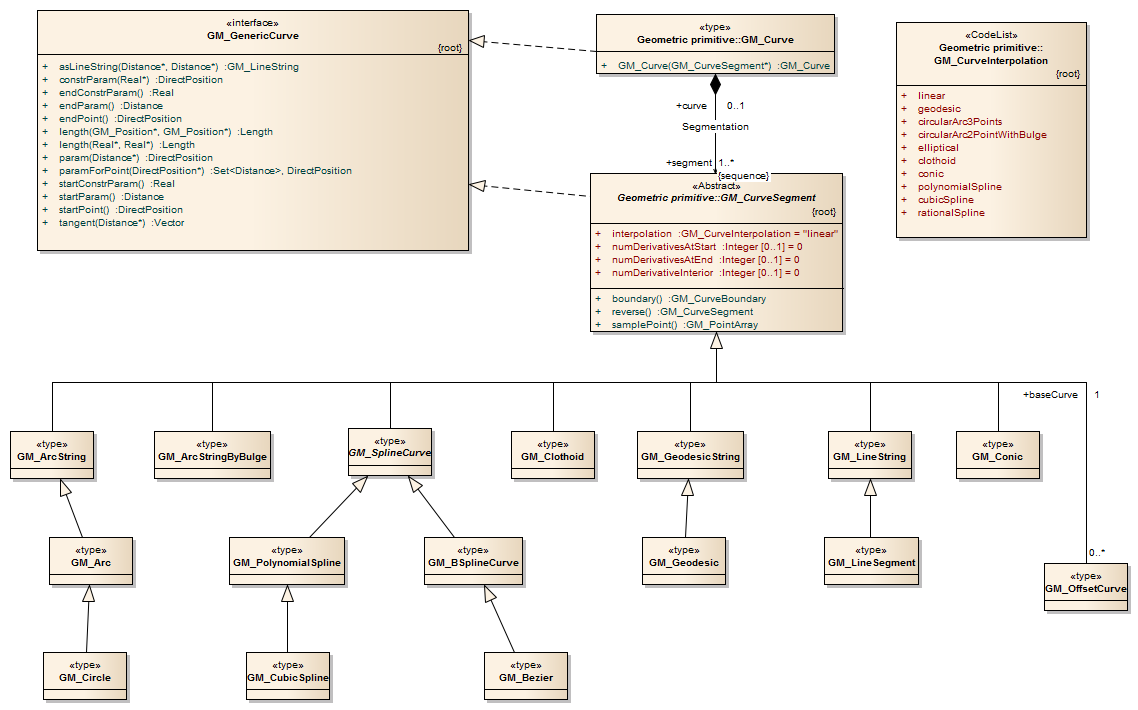 «interface»
GM_GenericCurve
{root}
+ asLineString(Distance*, Distance*) :GM_LineString
+ constrParam(Real*) :DirectPosition
+ endConstrParam() :Real
+ endParam() :Distance
+ endPoint() :DirectPosition
+ length(GM_Position*, GM_Position*) :Length
+ length(Real*, Real*) :Length
+ param(Distance*) :DirectPosition
+ paramForPoint(DirectPosition*) :Set<Distance>, DirectPosition
+ startConstrParam() :Real
+ startParam() :Distance
+ startPoint() :DirectPosition
+ tangent(Distance*) :Vector
«type»
Geometric primitive::GM_Curve
+ GM_Curve(GM_CurveSegment*) :GM_Curve
+curve 0..1
Segmentation
+segment 1..*
{sequence}
«Abstract»
Geometric primitive::GM_CurveSegment
{root}
+ interpolation :GM_CurveInterpolation = "linear"
+ numDerivativesAtStart :Integer [0..1] = 0
+ numDerivativesAtEnd :Integer [0..1] = 0
+ numDerivativeInterior :Integer [0..1] = 0
+ boundary() :GM_CurveBoundary
+ reverse() :GM_CurveSegment
+ samplePoint() :GM_PointArray
«CodeList»
Geometric primitive::
GM_CurveInterpolation
{root}
+ linear
+ geodesic
+ circularArc3Points
+ circularArc2PointWithBulge
+ elliptical
+ clothoid
+ conic
+ polynomialSpline
+ cubicSpline
+ rationalSpline
+baseCurve 1
«type»
GM_ArcString
«type»
GM_ArcStringByBulge
«type»
GM_SplineCurve
«type»
GM_Clothoid
«type»
GM_GeodesicString
«type»
GM_LineString
«type»
GM_Conic
«type»
GM_Arc
«type»
GM_PolynomialSpline
«type»
GM_BSplineCurve
«type»
GM_Geodesic
«type»
GM_LineSegment
0..*
«type»
GM_OffsetCurve
«type»
GM_Circle
«type»
GM_CubicSpline
«type»
GM_Bezier